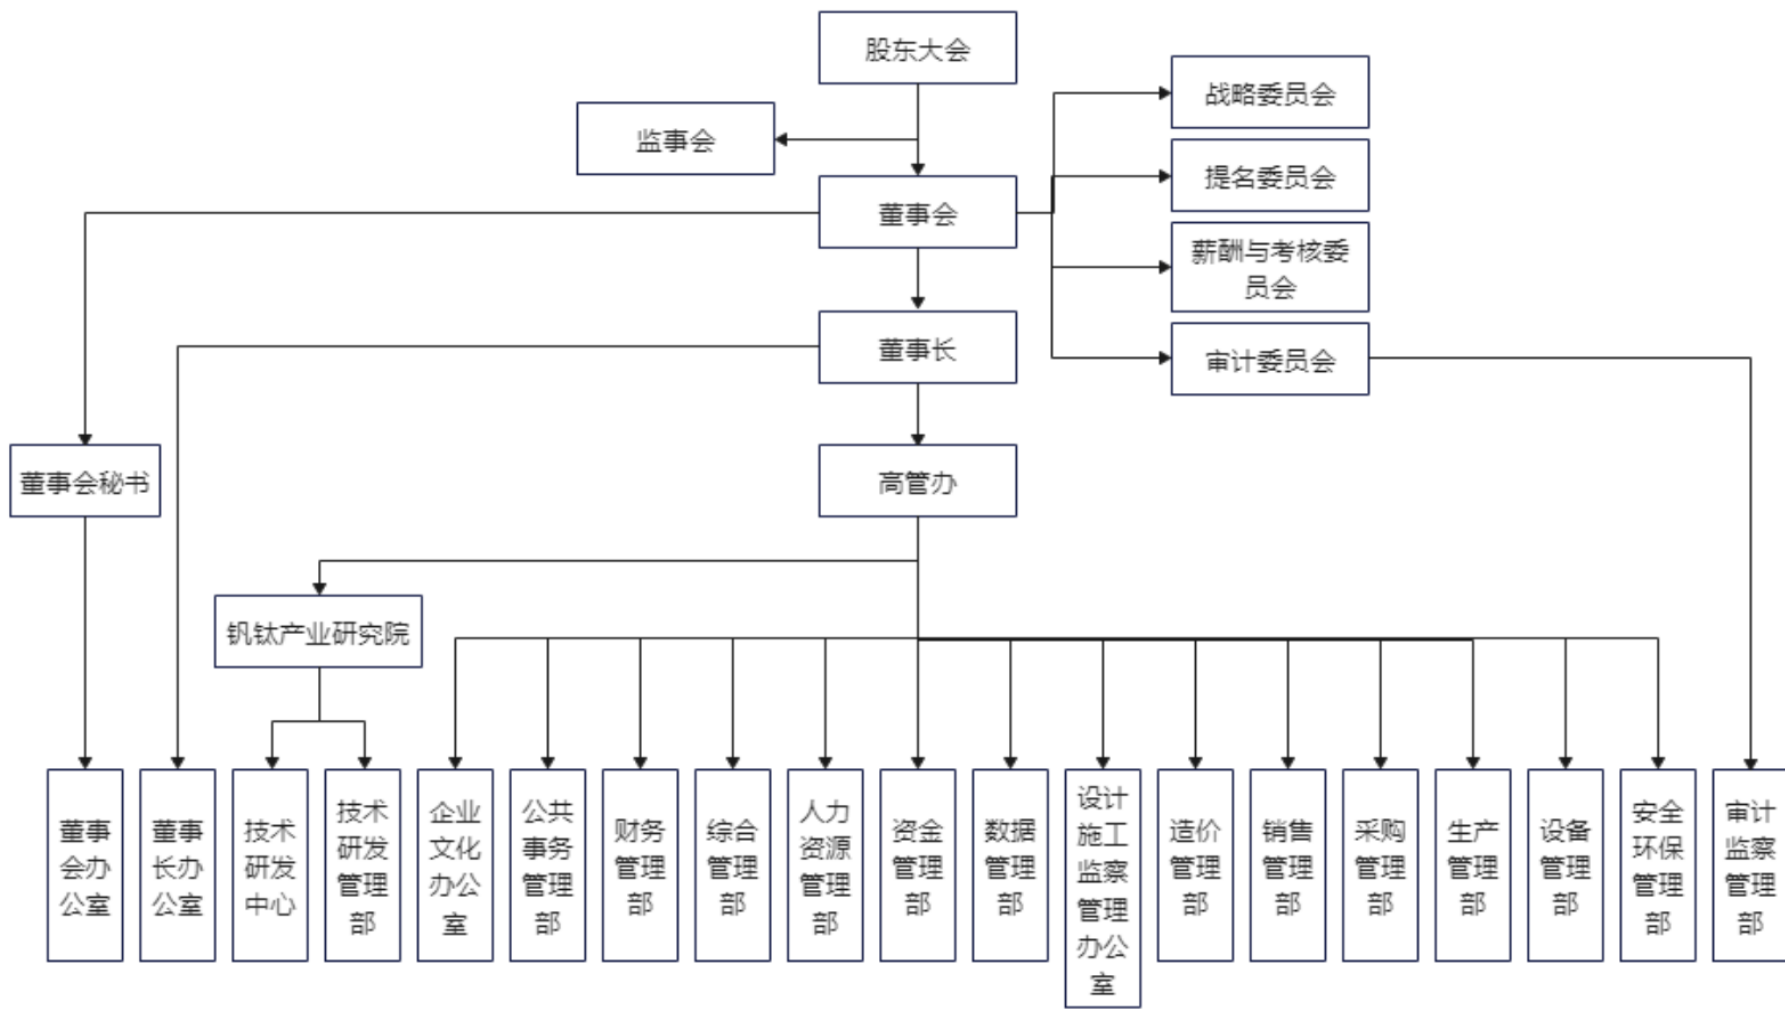 股东大会
战略委员会
监事会
提名委员会
董事会
薪酬与考核委
员会
董事长
审计委员会
董事会秘书
高管办
钒钛产业研究院
董事
会办
公室
董事
长办
公室
技术
研发
中心
技术
研发
管理
部
企业
文化
办公
室
公共
事务
管理
部
财务
管理
部
综合
管理
部
人力
资源
管理
部
资金
管理
部
数据
管理
部
设计
施工
监察
管理
办公
室
造价
管理
部
销售
管理
部
采购
管理
部
生产
管理
部
设备
管理
部
安全
环保
管理
部
审计
监察
管理
部